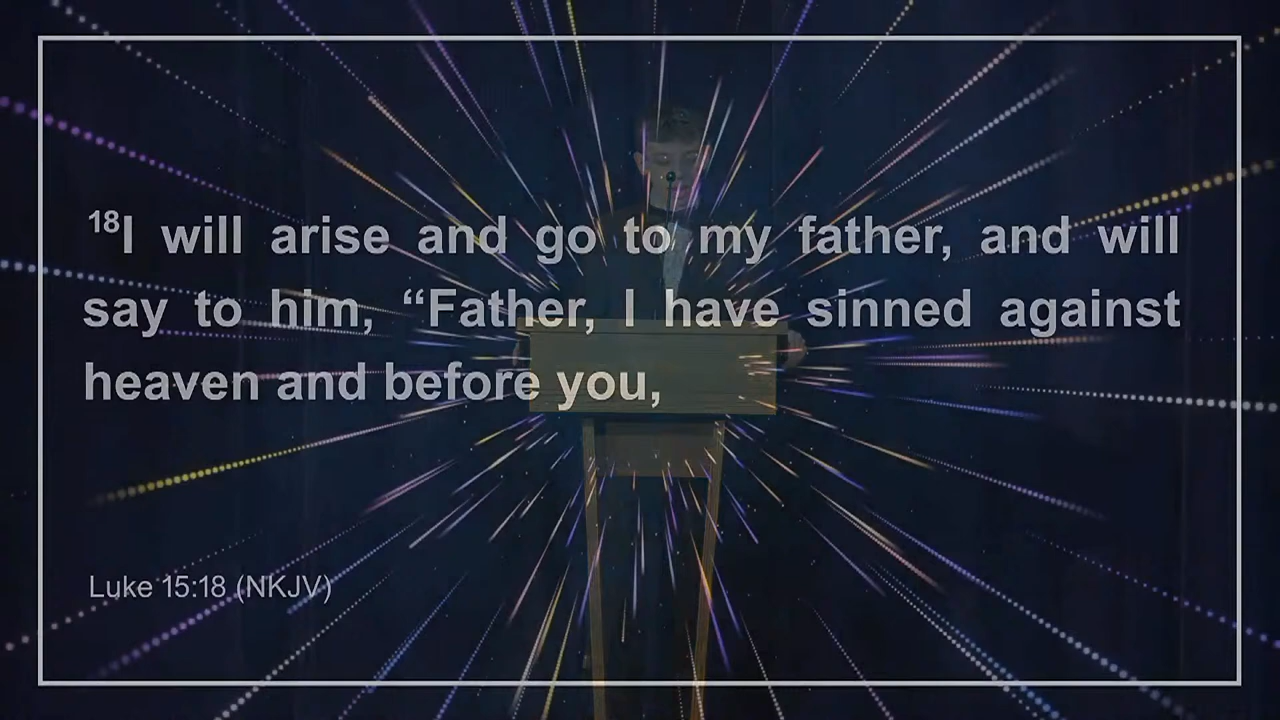 18I will arise and go to my father, and will
say to him, “Father, I have sinned against
heaven and before you,
Luke 15:18 (NKJV)